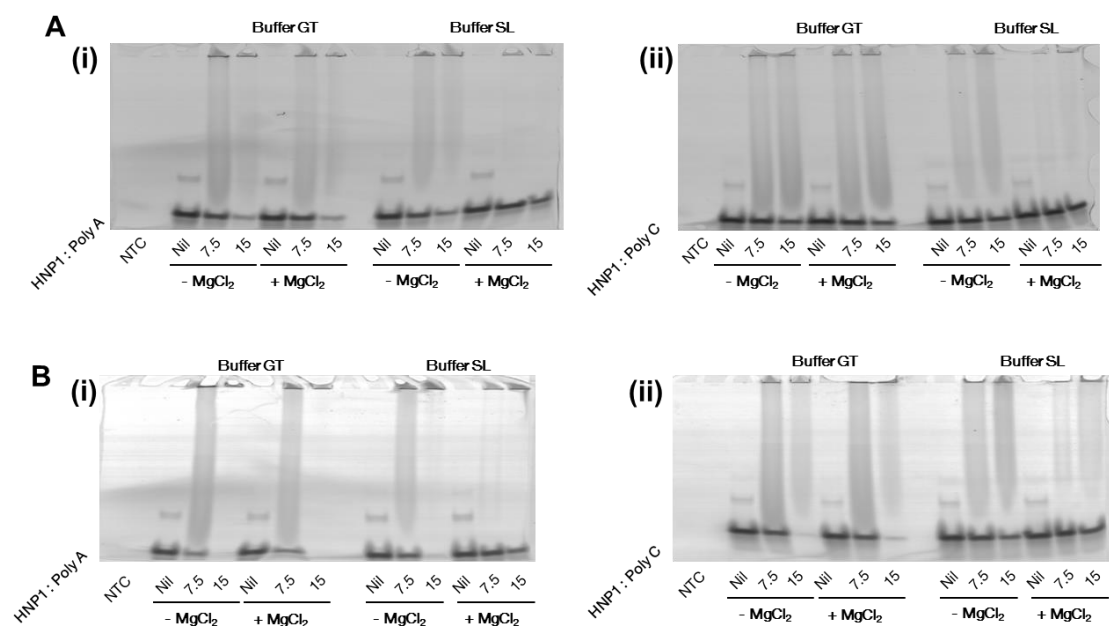 A
(i)
Buffer GT
Buffer SL
HNP1 : Poly A
NTC
Nil 7.5 15 Nil 7.5 15 Nil 7.5 15 Nil 7.5 15
- MgCl₂ + MgCl₂ - MgCl₂ + MgCl₂
(ii)
Buffer GT
Buffer SL
HNP1 : Poly C
NTC
Nil 7.5 15 Nil 7.5 15 Nil 7.5 15 Nil 7.5 15
- MgCl₂ + MgCl₂ - MgCl₂ + MgCl₂
B
(i)
Buffer GT
Buffer SL
HNP1 : Poly A
NTC
Nil 7.5 15 Nil 7.5 15 Nil 7.5 15 Nil 7.5 15
- MgCl₂ + MgCl₂ - MgCl₂ + MgCl₂
(ii)
Buffer GT
Buffer SL
HNP1 : Poly C
NTC
Nil 7.5 15 Nil 7.5 15 Nil 7.5 15 Nil 7.5 15
- MgCl₂ + MgCl₂ - MgCl₂ + MgCl₂